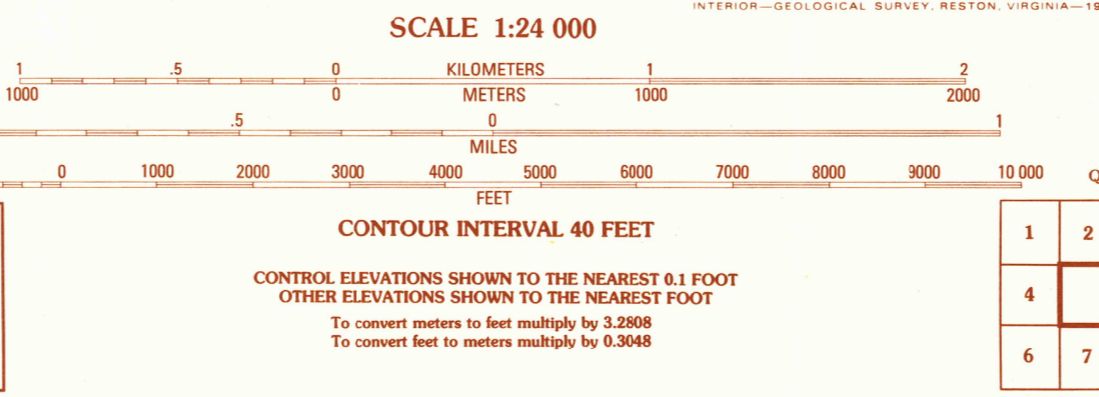 INTERIOR—GEOLOGICAL SURVEY, RESTON, VIRGINIA—19
SCALE 1:24 000
1 .5 0 KILOMETERS 1 2
1000 0 METERS 1000 2000
.5 0 1
MILES
0 1000 2000 3000 4000 5000 6000 7000 8000 9000 10 000
FEET
CONTOUR INTERVAL 40 FEET
CONTROL ELEVATIONS SHOWN TO THE NEAREST 0.1 FOOT
OTHER ELEVATIONS SHOWN TO THE NEAREST FOOT
To convert meters to feet multiply by 3.2808
To convert feet to meters multiply by 0.3048
1 2
4
6 7